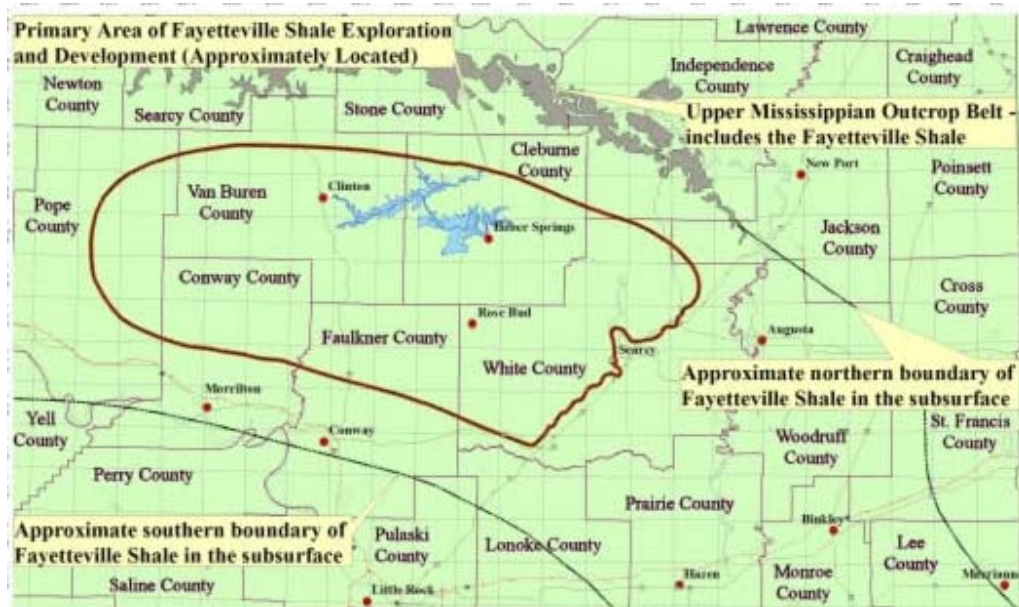 Primary Area of Fayetteville Shale Exploration
and Development (Approximately Located)
Lawrence County
Craighead
County
Independence
County
Newton
County
Searcy County
Stone County
Upper Mississippian Outcrop Belt -
includes the Fayetteville Shale
Cleburne
County
New Port
Poinsett
County
Van Buren
County
Clinton
Pope
County
Heber Springs
Jackson
County
Conway County
Cross
County
Rose Bud
Faulkner County
Augusta
Searcy
White County
Approximate northern boundary of
Fayetteville Shale in the subsurface
Morrilton
Yell
County
Conway
St. Francis
County
Woodruff
County
Perry County
Prairie County
Approximate southern boundary of
Fayetteville Shale in the subsurface
Pulaski
County
Lonoke County
Binkley
Lee
County
Saline County
Little Rock
Hazen
Monroe
County
Marianna